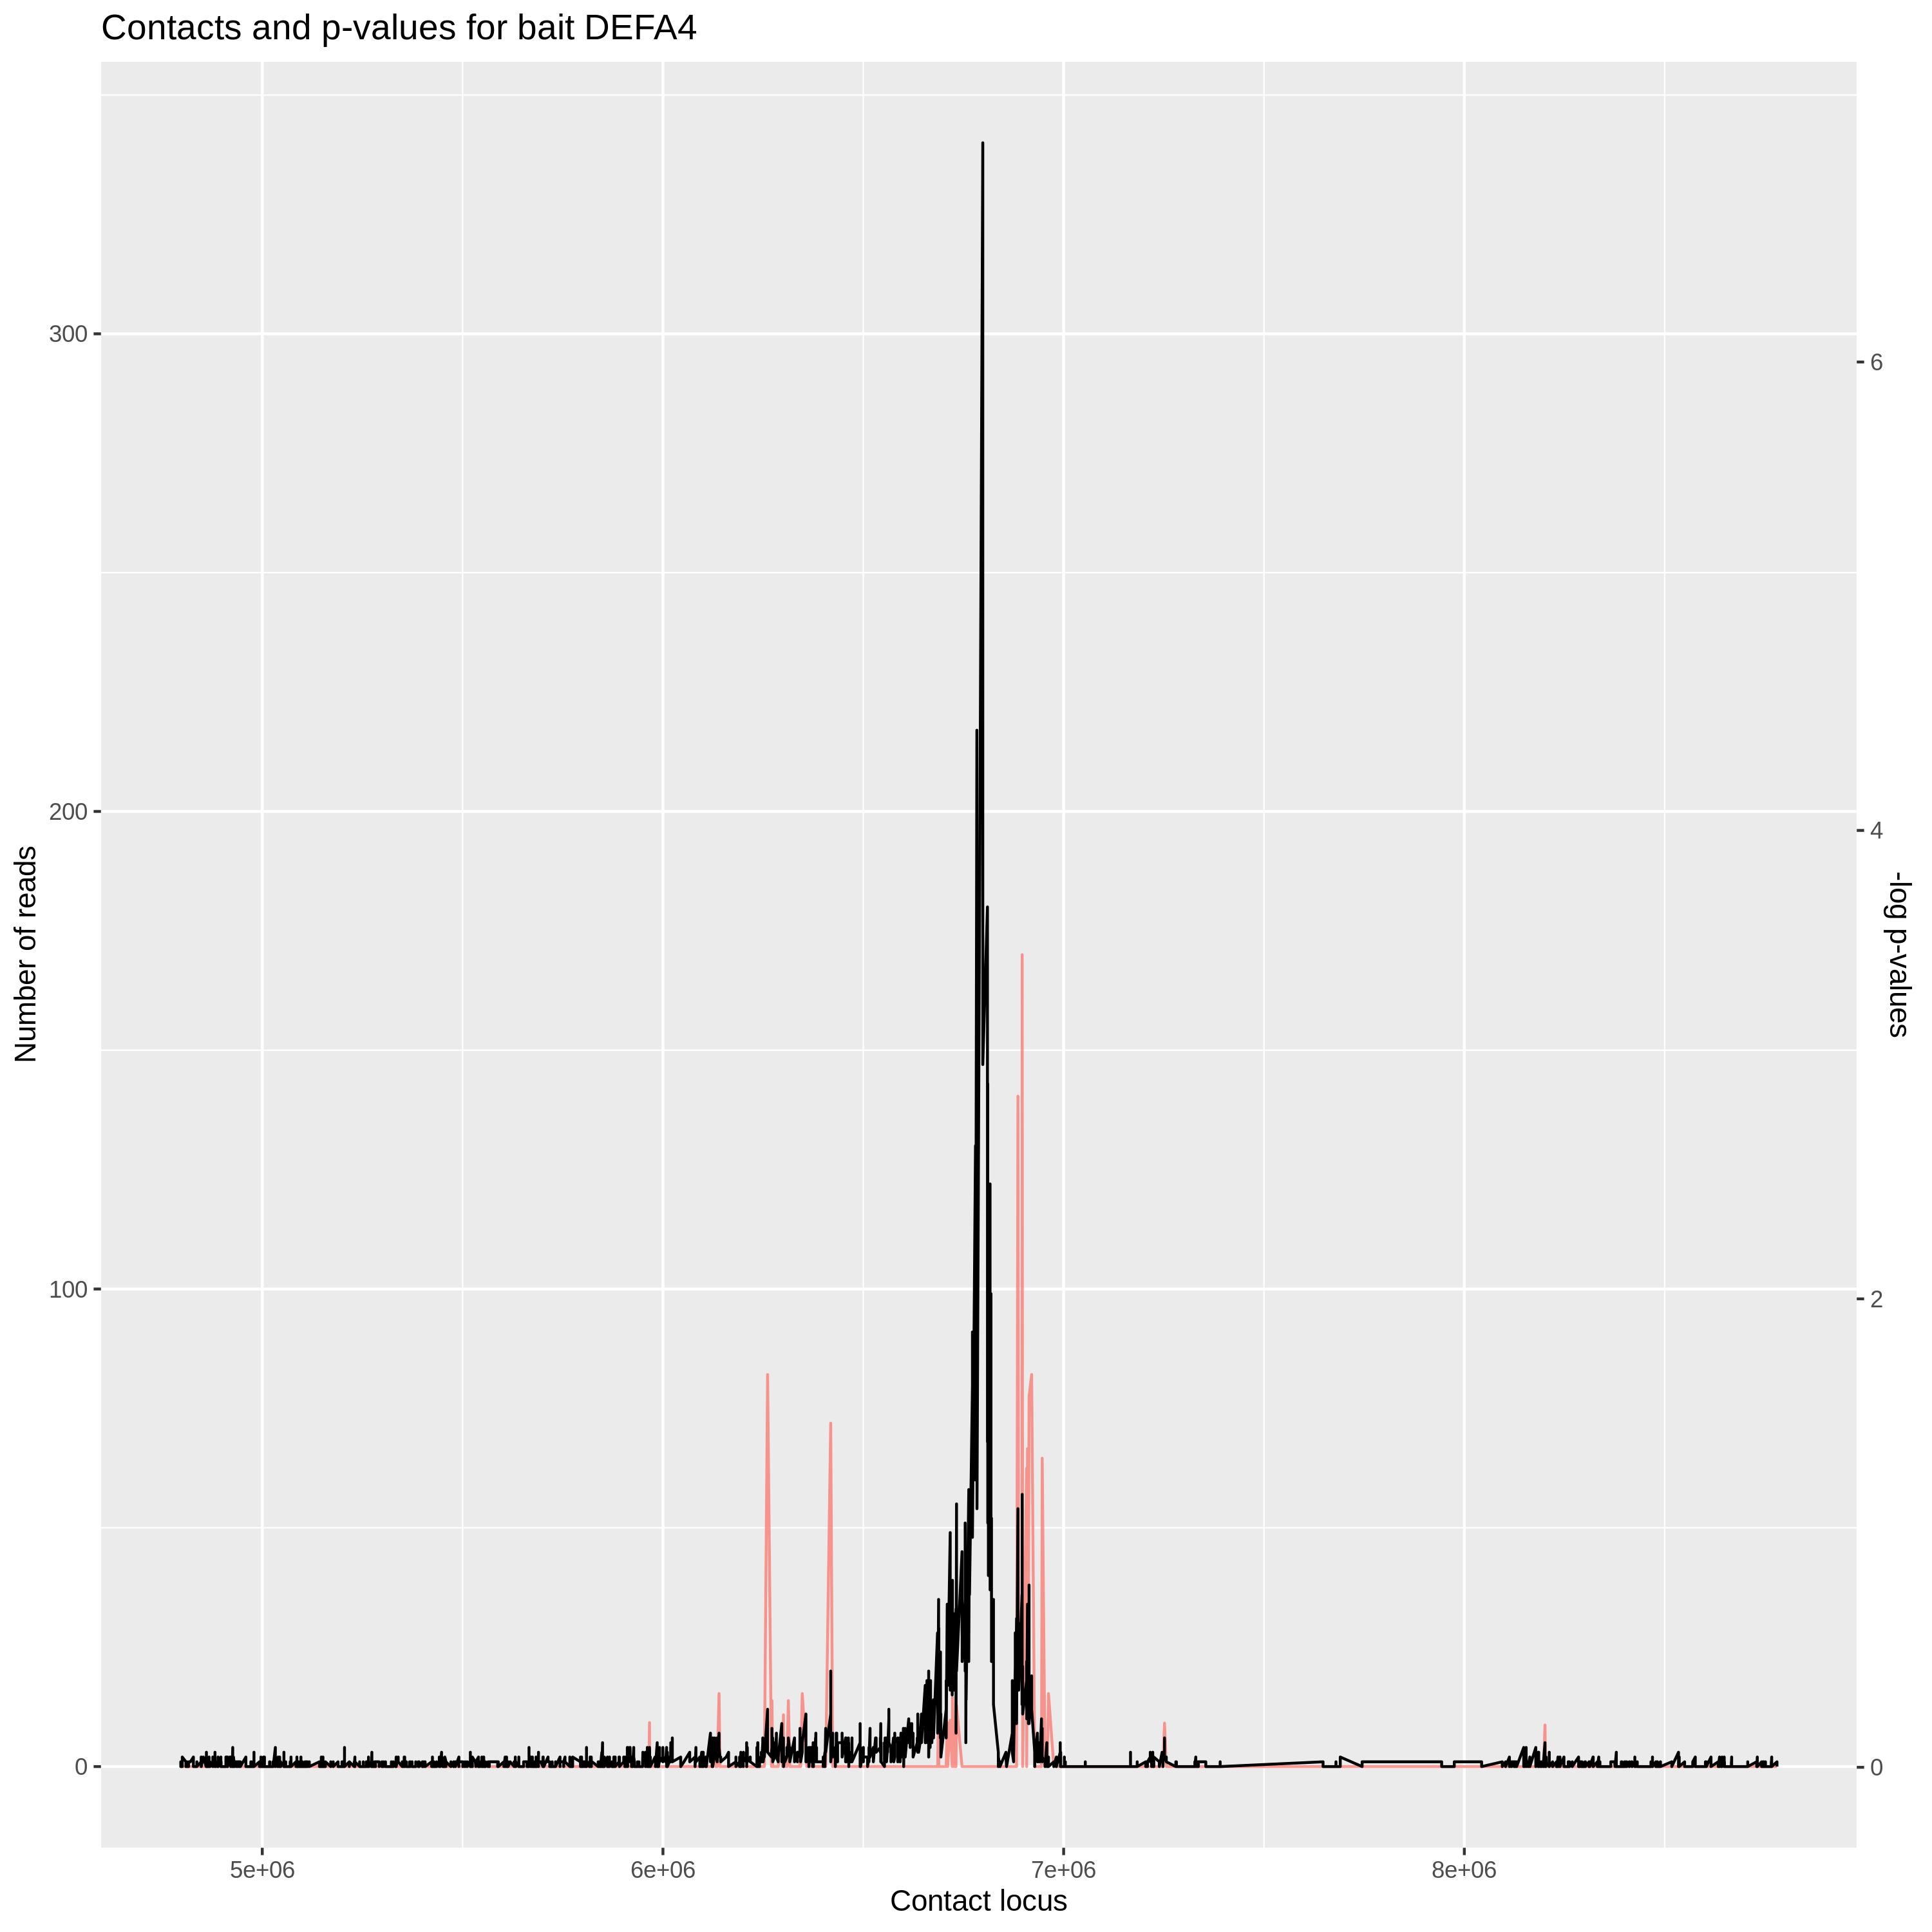 Contacts and p-values for bait DEFA4
Number of reads
300
200
100
0
6
4
2
0
-log p-values
5e+06
6e+06
7e+06
8e+06
Contact locus